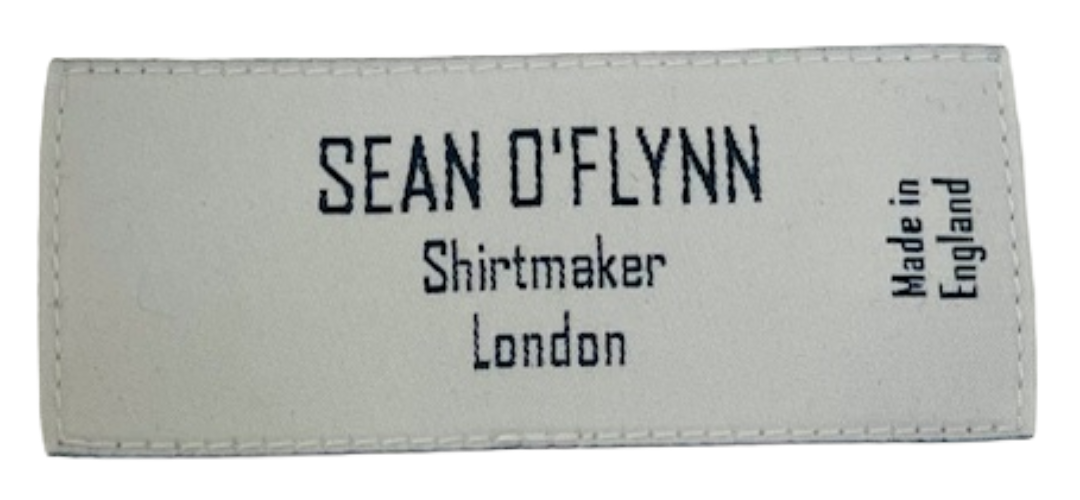 SEAN O'FLYNN
Shirtmaker
London
Made in
England